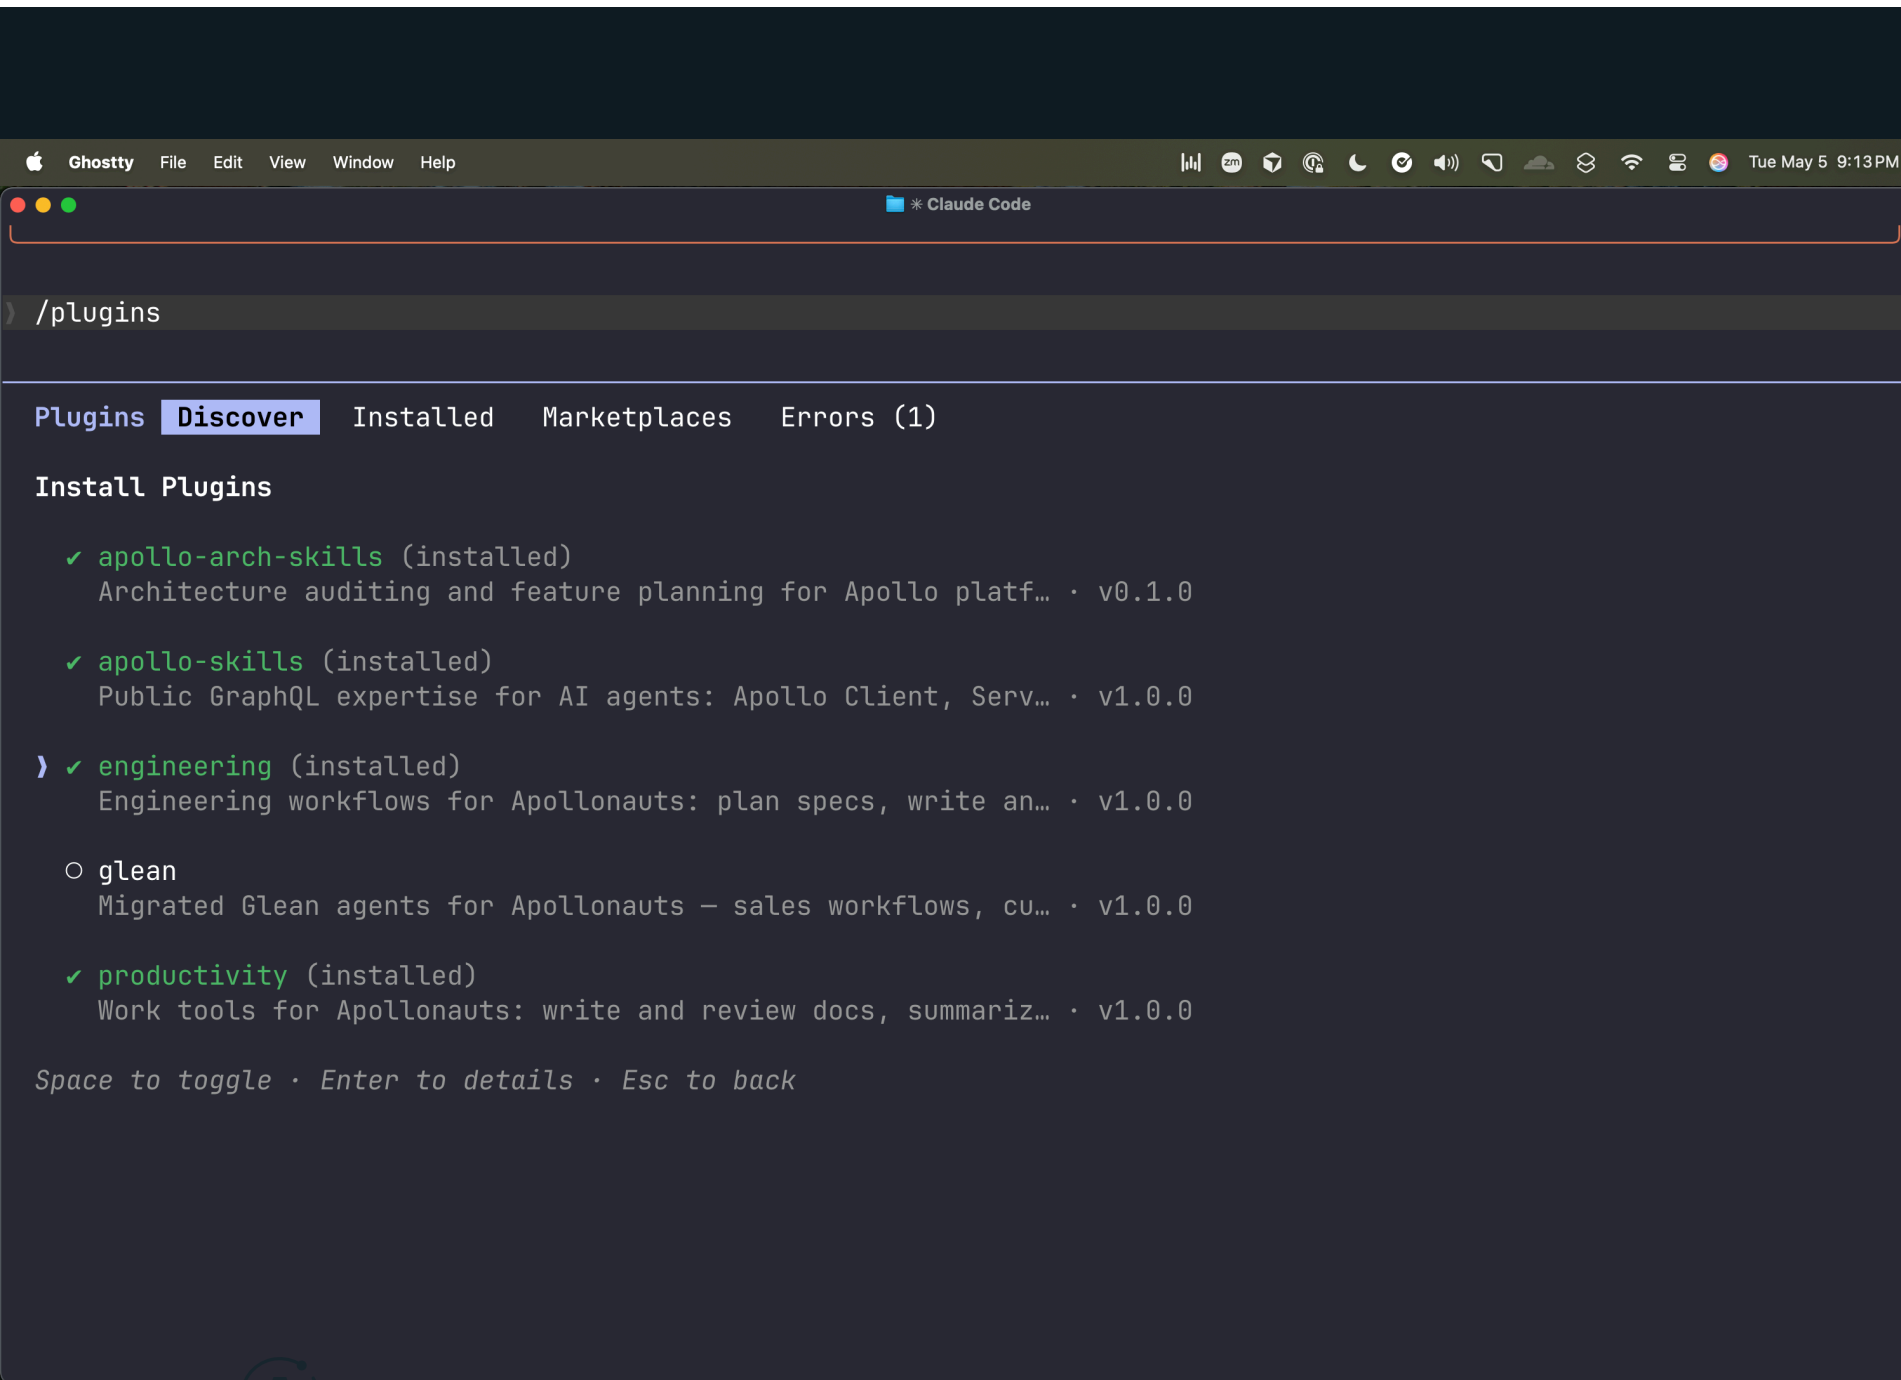 Ghostty File Edit View Window Help zm Tue May 5 9:13 PM
✳ Claude Code
❯ /plugins
Plugins Discover Installed Marketplaces Errors (1)
Install Plugins
✔ apollo-arch-skills (installed)
Architecture auditing and feature planning for Apollo platf… · v0.1.0
✔ apollo-skills (installed)
Public GraphQL expertise for AI agents: Apollo Client, Serv… · v1.0.0
❯ ✔ engineering (installed)
Engineering workflows for Apollonauts: plan specs, write an… · v1.0.0
○ glean
Migrated Glean agents for Apollonauts — sales workflows, cu… · v1.0.0
✔ productivity (installed)
Work tools for Apollonauts: write and review docs, summariz… · v1.0.0
Space to toggle · Enter to details · Esc to back